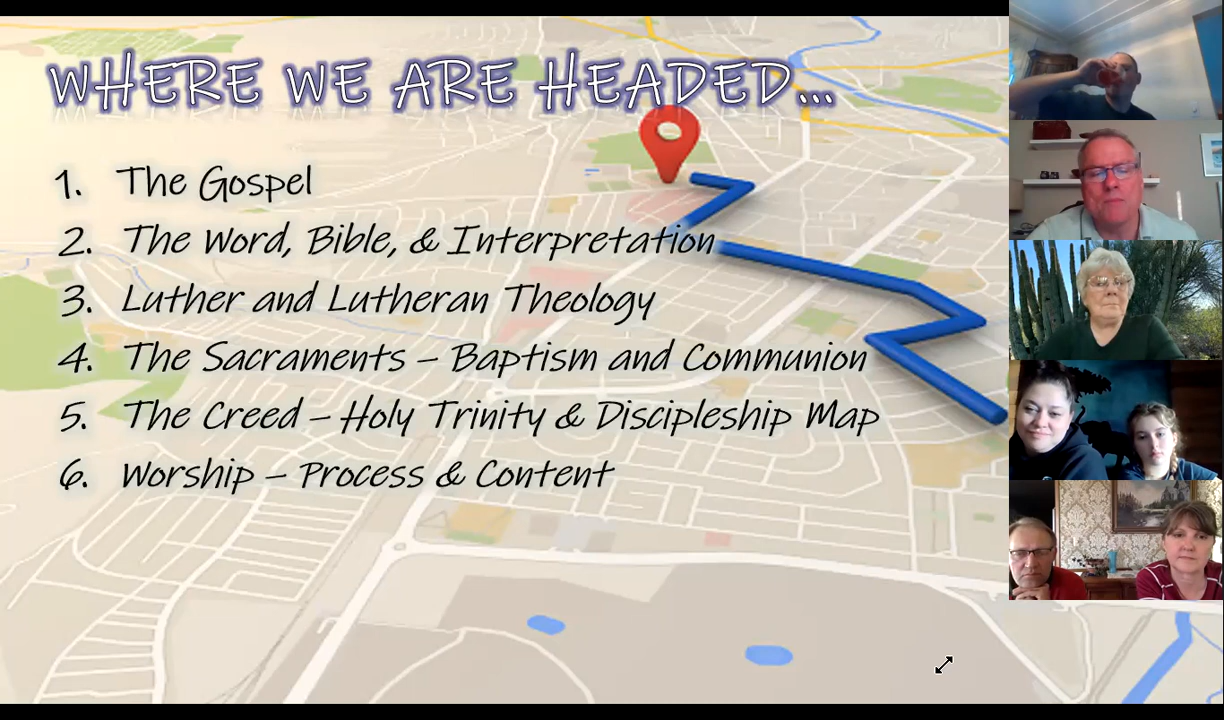 WHERE WE ARE HEADED...
1. The Gospel
2. The Word, Bible, & Interpretation
3. Luther and Lutheran Theology
4. The Sacraments – Baptism and Communion
5. The Creed – Holy Trinity & Discipleship Map
6. Worship – Process & Content